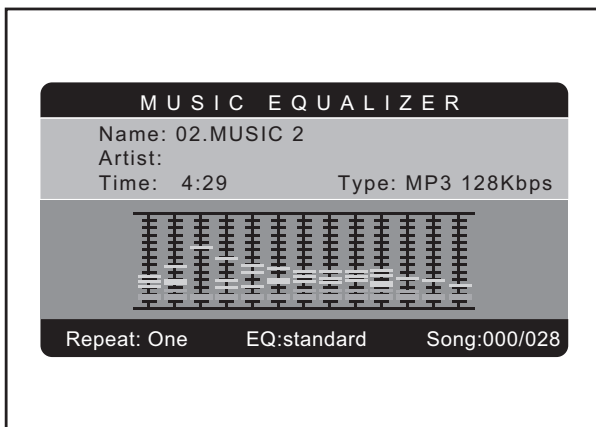 MUSIC EQUALIZER
Name: 02.MUSIC 2
Artist:
Time: 4:29 Type: MP3 128Kbps
Repeat: One EQ:standard Song:000/028